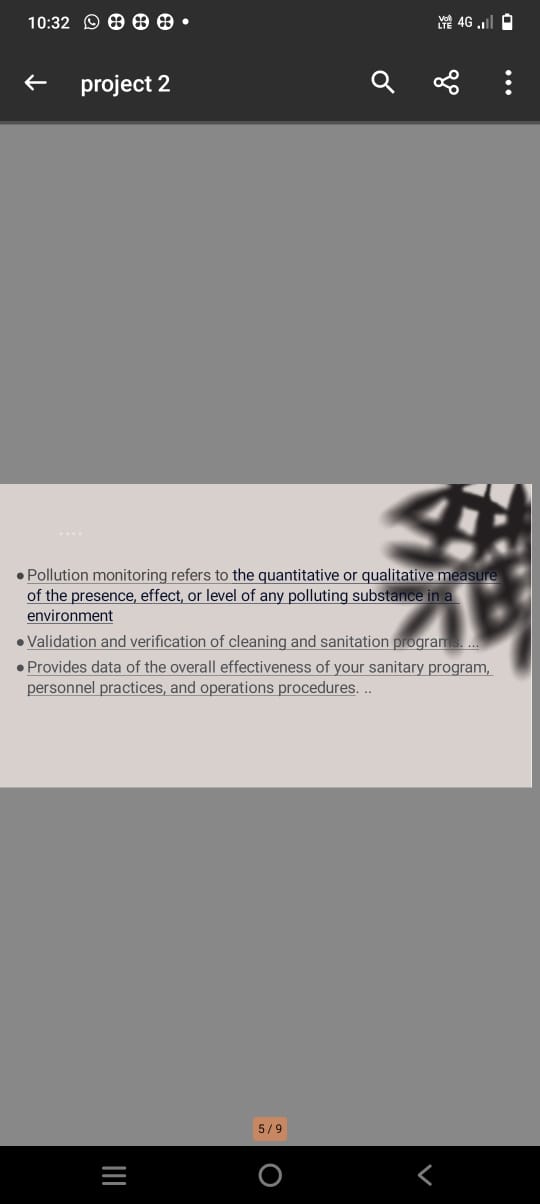 10:32
Vo) LTE 4G
project 2
....
• Pollution monitoring refers to the quantitative or qualitative measure
of the presence, effect, or level of any polluting substance in a
environment
• Validation and verification of cleaning and sanitation programs. ...
• Provides data of the overall effectiveness of your sanitary program,
personnel practices, and operations procedures. ..
5 / 9